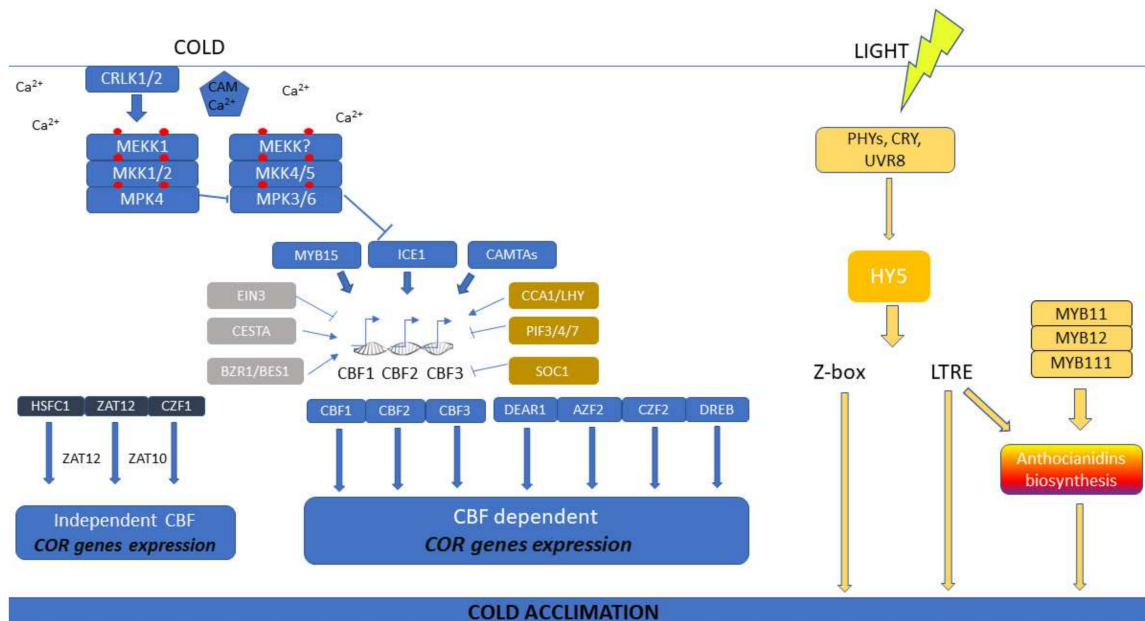 COLD
LIGHT
CRLK1/2
CAM
Ca²⁺
Ca²⁺
Ca²⁺
Ca²⁺
Ca²⁺
MEKK1
MKK1/2
MPK4
MEKK?
MKK4/5
MPK3/6
PHYs, CRY,
UVR8
MYB15
ICE1
CAMTAs
HY5
EIN3
CESTA
BZR1/BES1
CCA1/LHY
PIF3/4/7
SOC1
CBF1 CBF2 CBF3
MYB11
MYB12
MYB111
Z-box
LTRE
HSFC1
ZAT12
CZF1
CBF1
CBF2
CBF3
DEAR1
AZF2
CZF2
DREB
ZAT12
ZAT10
Anthocianidins
biosynthesis
Independent CBF
COR genes expression
CBF dependent
COR genes expression
COLD ACCLIMATION